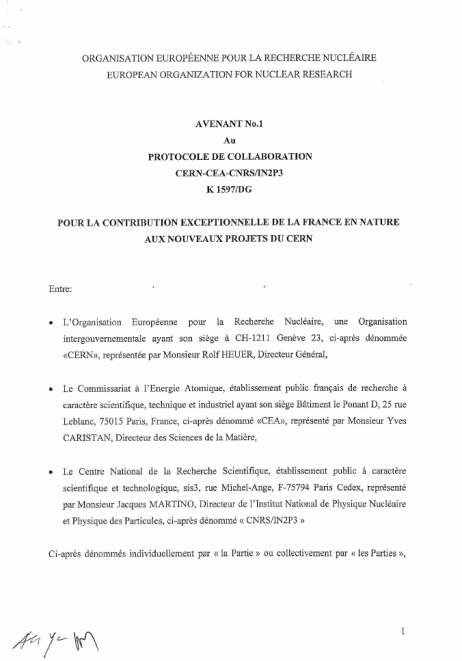 ORGANISATION EUROPÉENNE POUR LA RECHERCHE NUCLÉAIRE
EUROPEAN ORGANIZATION FOR NUCLEAR RESEARCH
AVENANT No.1
Au
PROTOCOLE DE COLLABORATION
CERN-CEA-CNRS/IN2P3
K 1597/DG
POUR LA CONTRIBUTION EXCEPTIONNELLE DE LA FRANCE EN NATURE
AUX NOUVEAUX PROJETS DU CERN
Entre:
• L'Organisation Européenne pour la Recherche Nucléaire, une Organisation
intergouvernementale ayant son siège à CH-1211 Genève 23, ci-après dénommée
«CERN», représentée par Monsieur Rolf HEUER, Directeur Général,
• Le Commissariat à l'Energie Atomique, établissement public français de recherche à
caractère scientifique, technique et industriel ayant son siège Bâtiment le Ponant D, 25 rue
Leblanc, 75015 Paris, France, ci-après dénommé «CEA», représenté par Monsieur Yves
CARISTAN, Directeur des Sciences de la Matière,
• Le Centre National de la Recherche Scientifique, établissement public à caractère
scientifique et technologique, sis3, rue Michel-Ange, F-75794 Paris Cedex, représenté
par Monsieur Jacques MARTINO, Directeur de l'Institut National de Physique Nucléaire
et Physique des Particules, ci-après dénommé « CNRS/IN2P3 »
Ci-après dénommés individuellement par « la Partie » ou collectivement par « les Parties »,
1